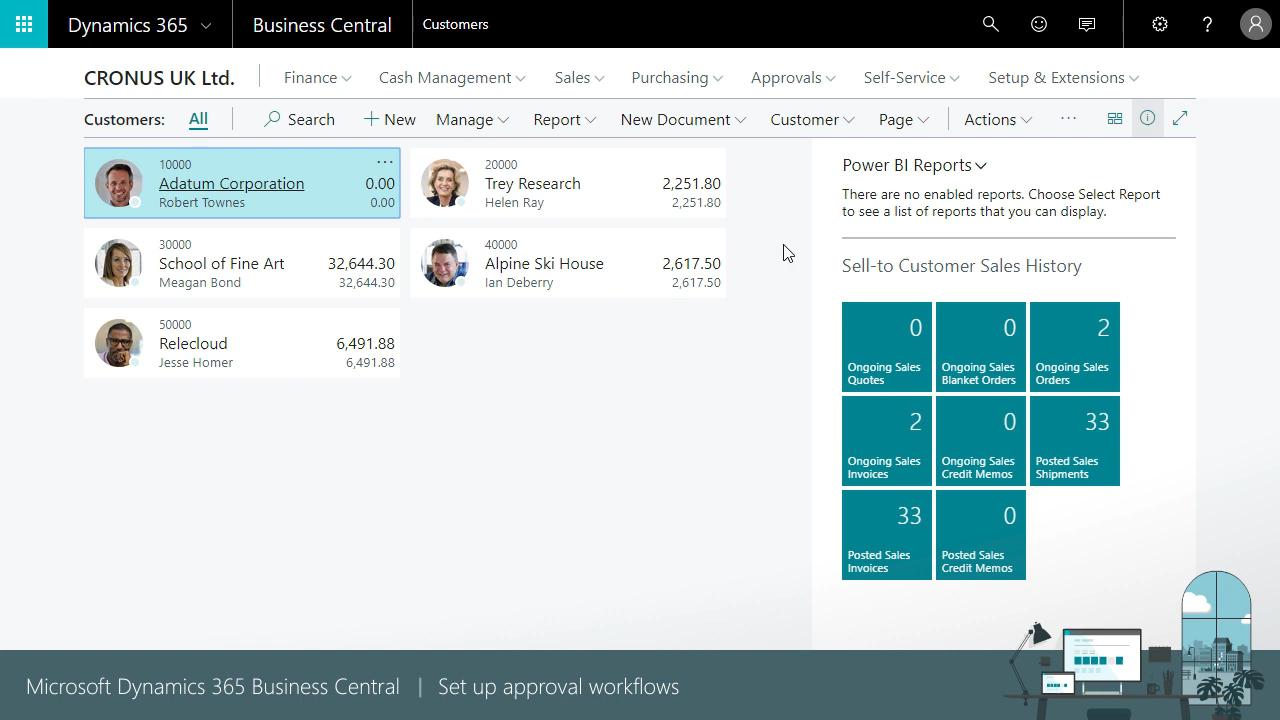 Dynamics 365
Business Central
Customers
CRONUS UK Ltd.
Finance
Cash Management
Sales
Purchasing
Approvals
Self-Service
Setup & Extensions
Customers:
All
Search
New
Manage
Report
New Document
Customer
Page
Actions
10000
Adatum Corporation 0.00
Robert Townes 0.00
20000
Trey Research 2,251.80
Helen Ray 2,251.80
30000
School of Fine Art 32,644.30
Meagan Bond 32,644.30
40000
Alpine Ski House 2,617.50
Ian Deberry 2,617.50
50000
Relecloud 6,491.88
Jesse Homer 6,491.88
Power BI Reports
There are no enabled reports. Choose Select Report
to see a list of reports that you can display.
Sell-to Customer Sales History
0
Ongoing Sales
Quotes
0
Ongoing Sales
Blanket Orders
2
Ongoing Sales
Orders
2
Ongoing Sales
Invoices
0
Ongoing Sales
Credit Memos
33
Posted Sales
Shipments
33
Posted Sales
Invoices
0
Posted Sales
Credit Memos
Microsoft Dynamics 365 Business Central | Set up approval workflows